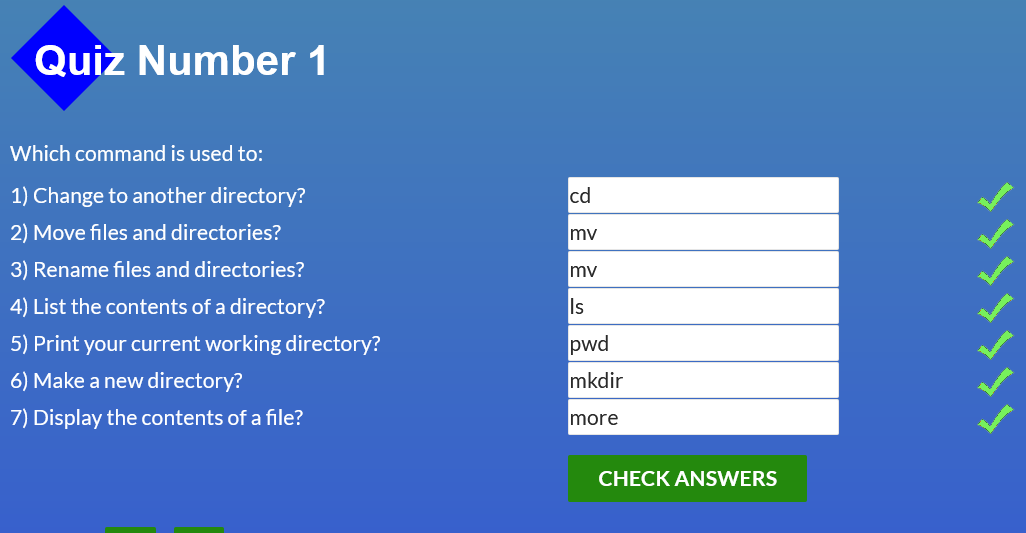 Quiz Number 1
Which command is used to:
1) Change to another directory? cd
2) Move files and directories? mv
3) Rename files and directories? mv
4) List the contents of a directory? ls
5) Print your current working directory? pwd
6) Make a new directory? mkdir
7) Display the contents of a file? more
CHECK ANSWERS